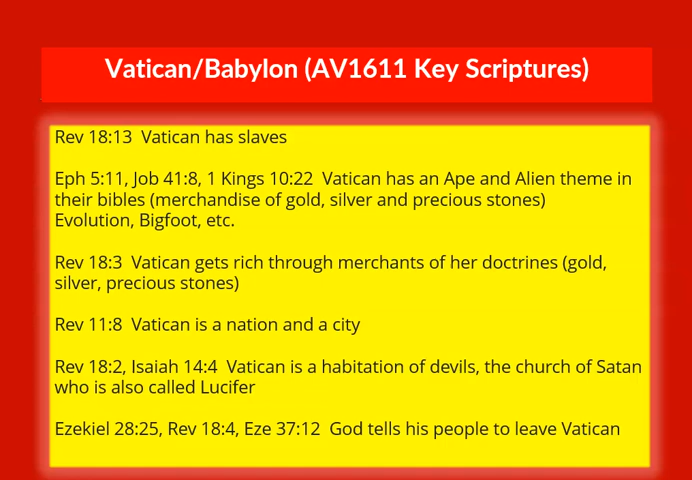 Vatican/Babylon (AV1611 Key Scriptures)
Rev 18:13 Vatican has slaves
Eph 5:11, Job 41:8, 1 Kings 10:22 Vatican has an Ape and Alien theme in
their bibles (merchandise of gold, silver and precious stones)
Evolution, Bigfoot, etc.
Rev 18:3 Vatican gets rich through merchants of her doctrines (gold,
silver, precious stones)
Rev 11:8 Vatican is a nation and a city
Rev 18:2, Isaiah 14:4 Vatican is a habitation of devils, the church of Satan
who is also called Lucifer
Ezekiel 28:25, Rev 18:4, Eze 37:12 God tells his people to leave Vatican